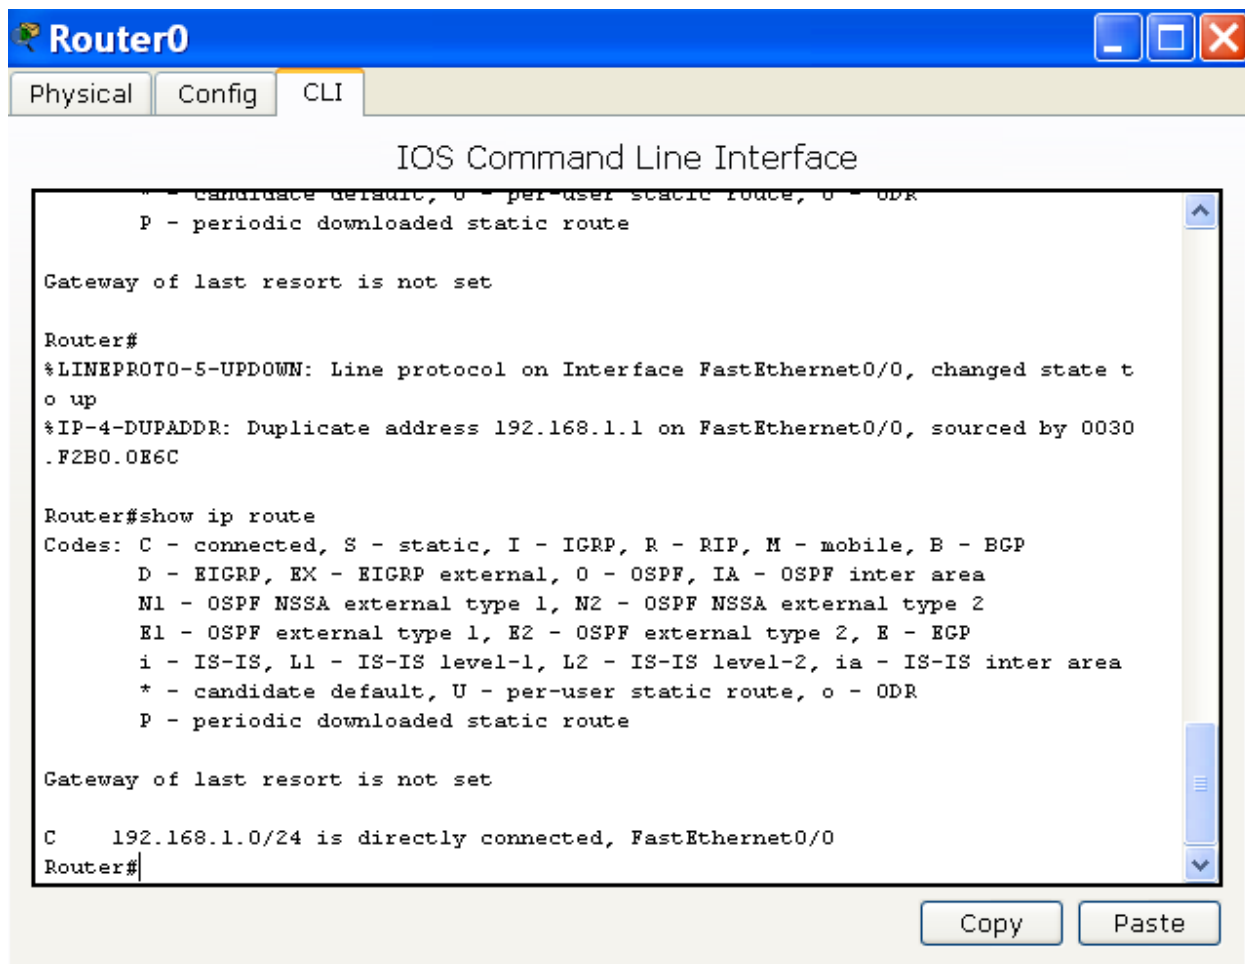 Router0
Physical Config CLI
IOS Command Line Interface
* - candidate default, U - per-user static route, o - ODR
P - periodic downloaded static route
Gateway of last resort is not set
Router#
%LINEPROTO-5-UPDOWN: Line protocol on Interface FastEthernet0/0, changed state t
o up
%IP-4-DUPADDR: Duplicate address 192.168.1.1 on FastEthernet0/0, sourced by 0030
.F2B0.0E6C
Router#show ip route
Codes: C - connected, S - static, I - IGRP, R - RIP, M - mobile, B - BGP
D - EIGRP, EX - EIGRP external, O - OSPF, IA - OSPF inter area
N1 - OSPF NSSA external type 1, N2 - OSPF NSSA external type 2
E1 - OSPF external type 1, E2 - OSPF external type 2, E - EGP
i - IS-IS, L1 - IS-IS level-1, L2 - IS-IS level-2, ia - IS-IS inter area
* - candidate default, U - per-user static route, o - ODR
P - periodic downloaded static route
Gateway of last resort is not set
C 192.168.1.0/24 is directly connected, FastEthernet0/0
Router#
Copy Paste